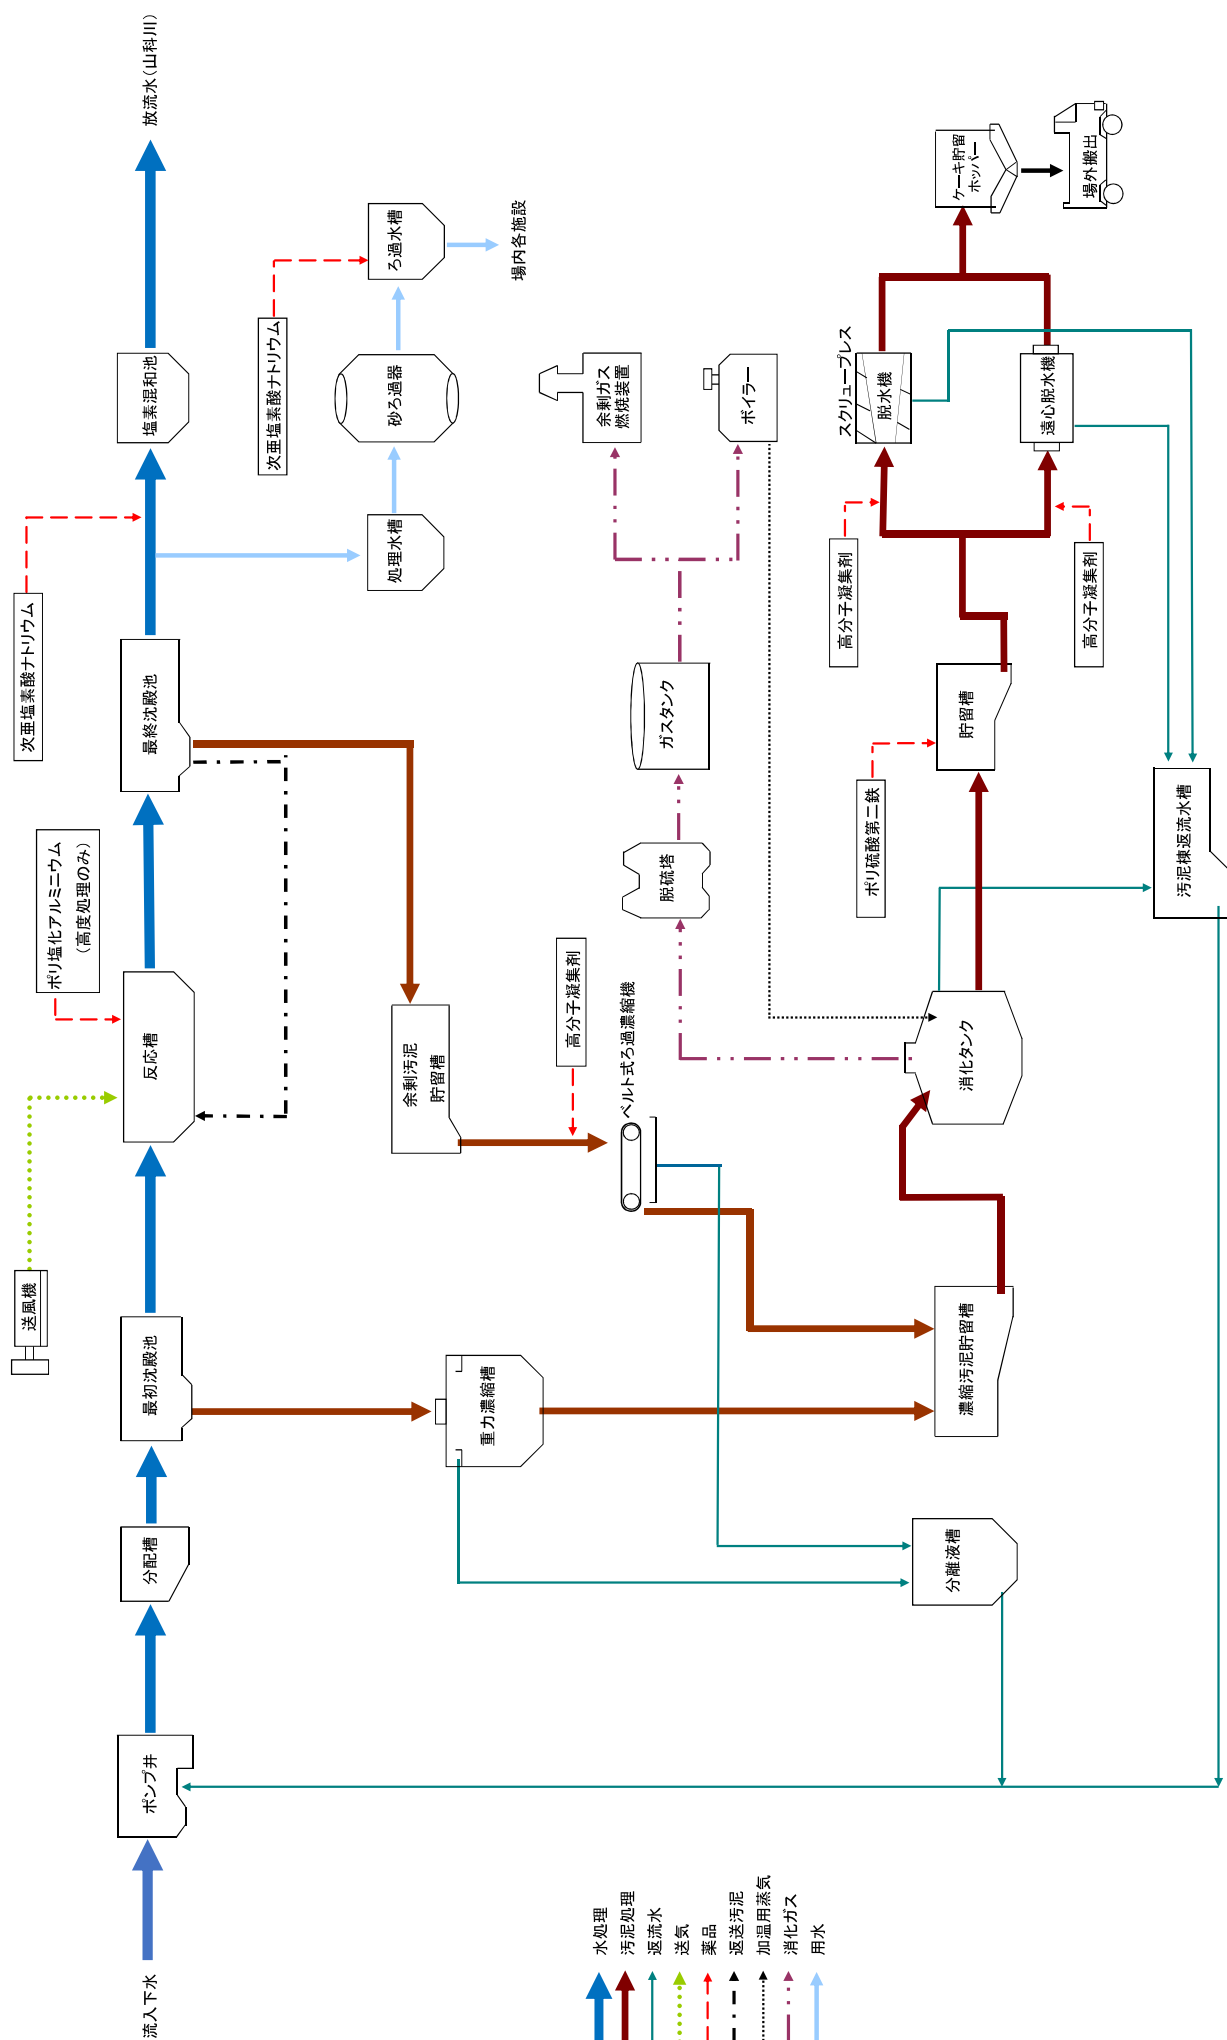 流入下水
ポンプ井
分配槽
最初沈殿池
反応槽
最終沈殿池
塩素混和池
放流水(山科川)
送風機
ポリ塩化アルミニウム
(高度処理のみ)
次亜塩素酸ナトリウム
次亜塩素酸ナトリウム
処理水槽
砂ろ過器
ろ過水槽
場内各施設
余剰汚泥
貯留槽
重力濃縮槽
高分子凝集剤
ベルト式ろ過濃縮機
脱硫塔
ガスタンク
余剰ガス
燃焼装置
ボイラー
分離液槽
濃縮汚泥貯留槽
消化タンク
ポリ硫酸第二鉄
貯留槽
高分子凝集剤
高分子凝集剤
スクリュープレス
脱水機
遠心脱水機
ケーキ貯留
ホッパー
場外搬出
汚泥棟返流水槽
水処理
汚泥処理
返流水
送気
薬品
返送汚泥
加温用蒸気
消化ガス
用水